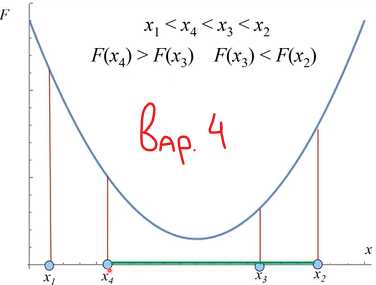 F
x₁ < x₄ < x₃ < x₂
F(x₄) > F(x₃) F(x₃) < F(x₂)
Вар. 4
x
x₁ x₄ x₃ x₂